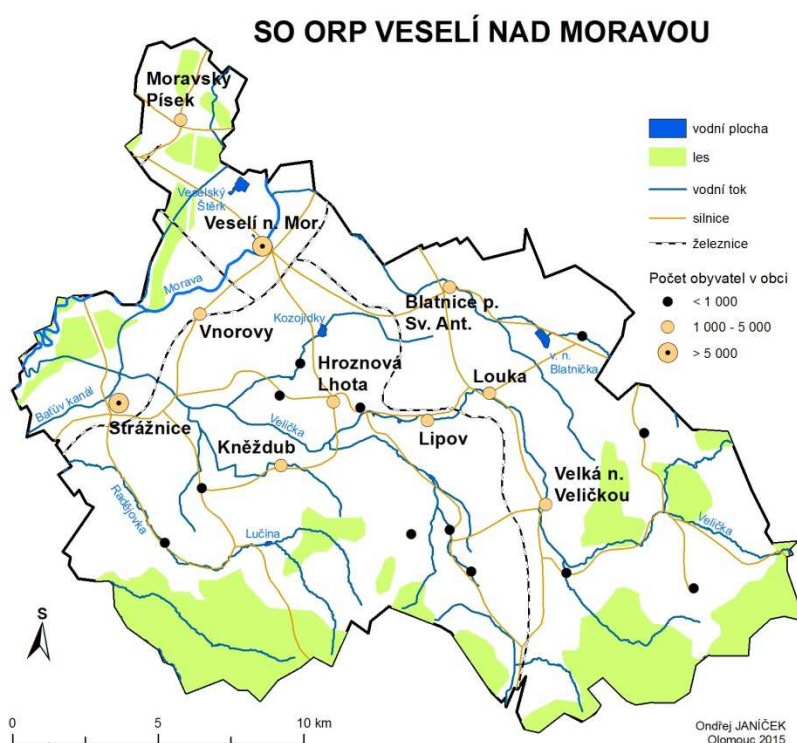 SO ORP VESELÍ NAD MORAVOU
Moravský
Písek
vodní plocha
les
vodní tok
silnice
železnice
Počet obyvatel v obci
< 1 000
1 000 - 5 000
> 5 000
Veselský
Štěrk
Veselí n. Mor.
Morava
Vnorovy
Kozojídky
Blatnice p.
Sv. Ant.
v. n.
Blatnička
Hroznová
Lhota
Louka
Baťův kanál
Strážnice
Velička
Lipov
Kněždub
Velká n.
Veličkou
Radějovka
Lučina
Velička
S
0 5 10 km
Ondřej JANÍČEK
Olomouc 2015